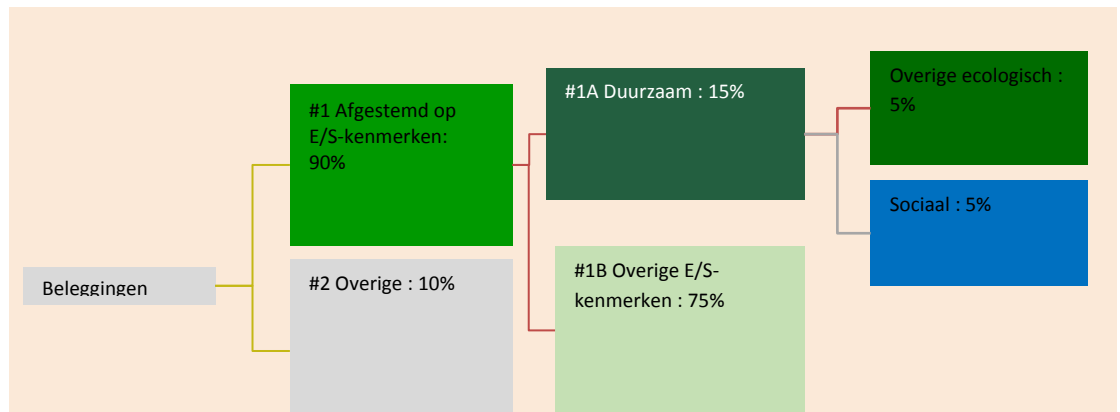 Beleggingen
#1 Afgestemd op
E/S-kenmerken:
90%
#2 Overige : 10%
#1A Duurzaam : 15%
#1B Overige E/S-
kenmerken : 75%
Overige ecologisch :
5%
Sociaal : 5%